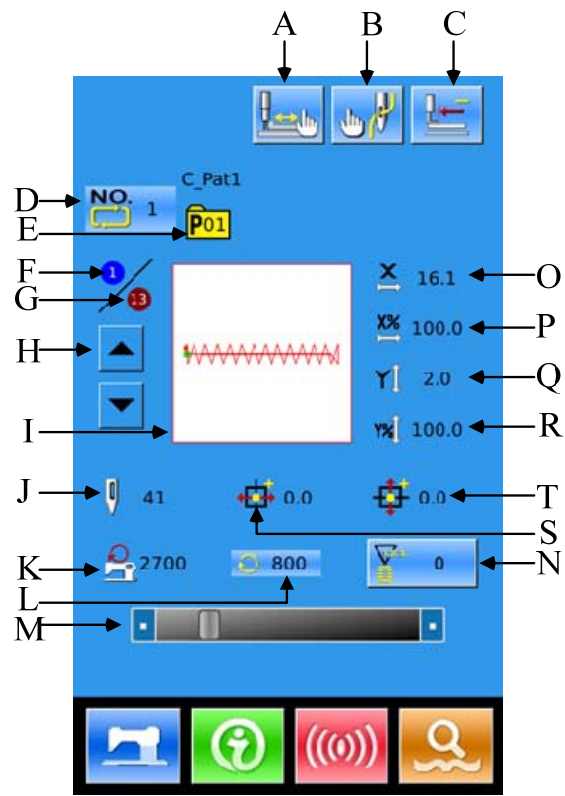 A B C
C_Pat1
D NO. 1
E P01
F 1
G 13
H
I
X 16.1 O
X% 100.0 P
Y 2.0 Q
Y% 100.0 R
J 41 0.0 0.0 T
S
K 2700 800 0 N
L
M